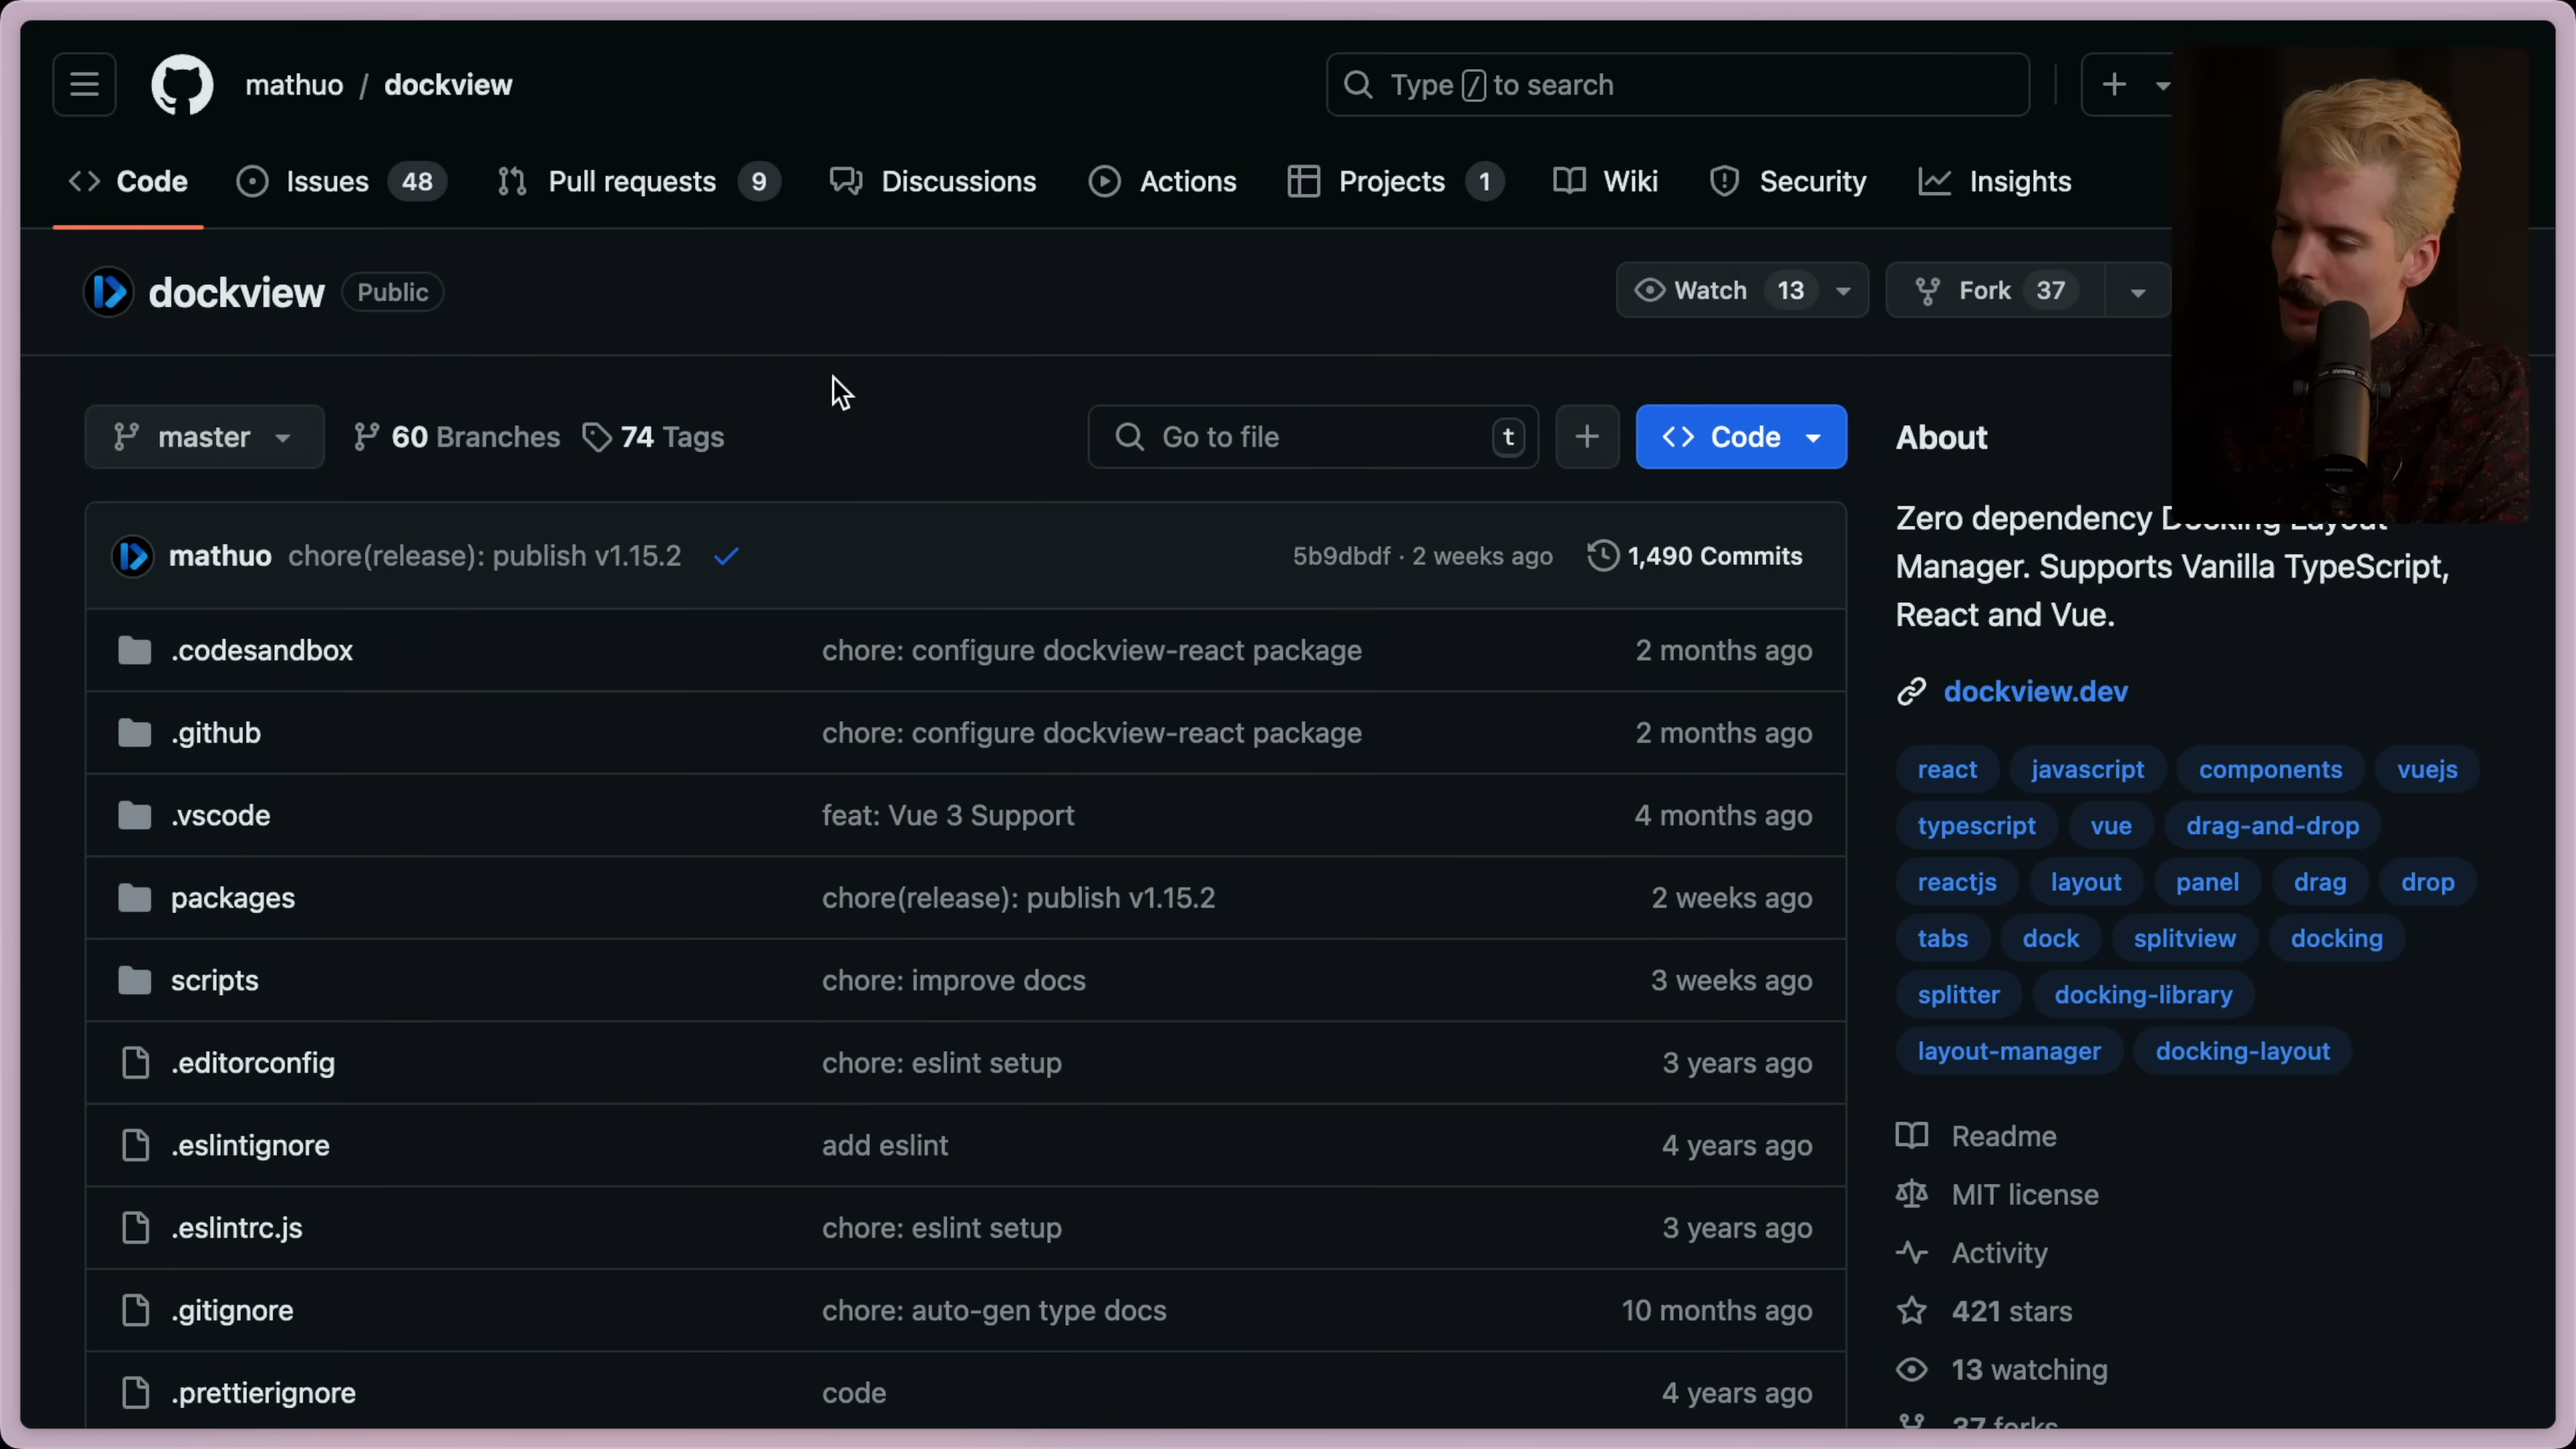 mathuo / dockview
Type / to search
Code
Issues 48
Pull requests 9
Discussions
Actions
Projects 1
Wiki
Security
Insights
dockview Public
Watch 13
Fork 37
master
60 Branches
74 Tags
Go to file t
Code
mathuo chore(release): publish v1.15.2
5b9dbdf · 2 weeks ago
1,490 Commits
.codesandbox chore: configure dockview-react package 2 months ago
.github chore: configure dockview-react package 2 months ago
.vscode feat: Vue 3 Support 4 months ago
packages chore(release): publish v1.15.2 2 weeks ago
scripts chore: improve docs 3 weeks ago
.editorconfig chore: eslint setup 3 years ago
.eslintignore add eslint 4 years ago
.eslintrc.js chore: eslint setup 3 years ago
.gitignore chore: auto-gen type docs 10 months ago
.prettierignore code 4 years ago
About
Zero dependency Docking Layout
Manager. Supports Vanilla TypeScript,
React and Vue.
dockview.dev
react javascript components vuejs
typescript vue drag-and-drop
reactjs layout panel drag drop
tabs dock splitview docking
splitter docking-library
layout-manager docking-layout
Readme
MIT license
Activity
421 stars
13 watching
37 forks